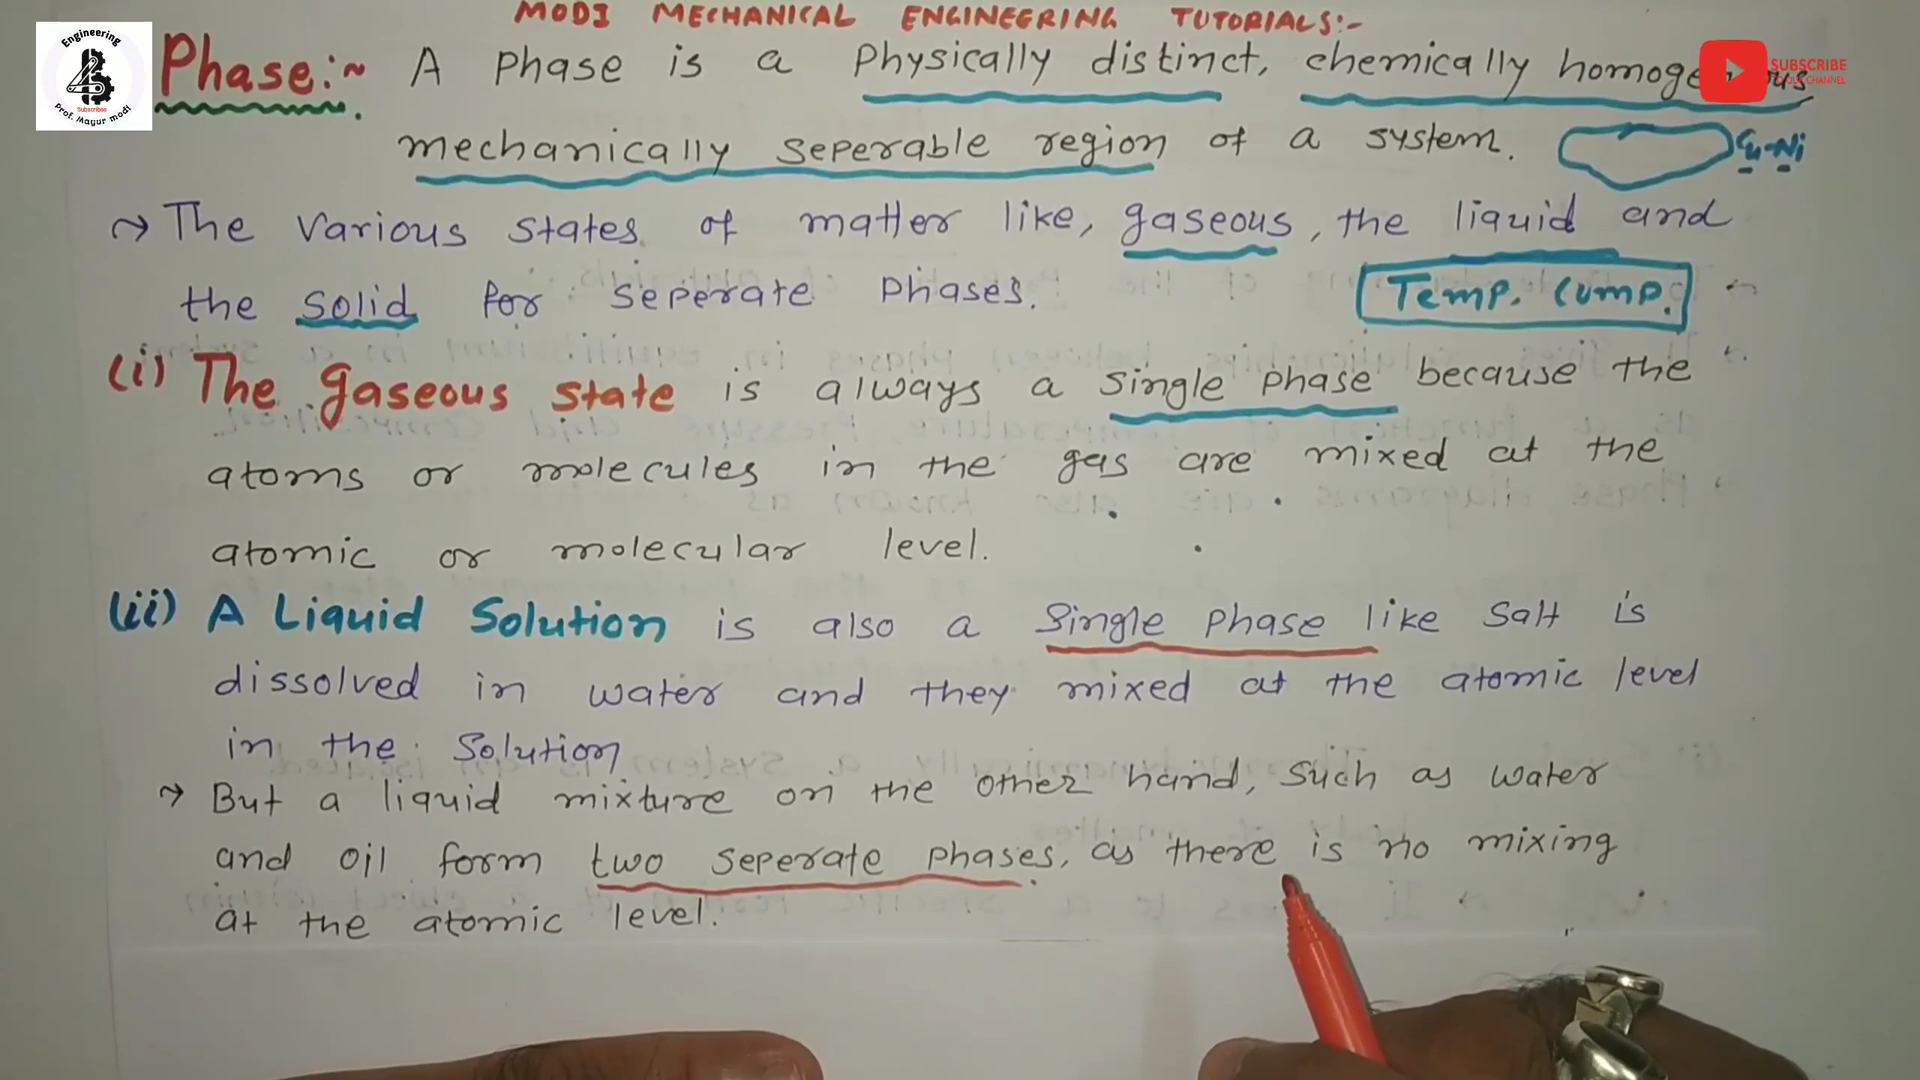 MODI MECHANICAL ENGINEERING TUTORIALS:-
Engineering
Prof. Mayur modi
Subscribes
SUBSCRIBE
CHANNEL
Phase:~ A phase is a physically distinct, chemically
mechanically seperable region of a system. Cu-Ni
~> The various states of matter like, gaseous, the liquid and
the solid for seperate phases. Temp. Comp.
(i) The gaseous state is always a single phase because the
atoms or molecules in the gas are mixed at the
atomic or molecular level.
(ii) A Liquid Solution is also a single phase like salt is
dissolved in water and they mixed at the atomic level
in the solution
~> But a liquid mixture on the other hand, such as water
and oil form two seperate phases, as there is no mixing
at the atomic level.